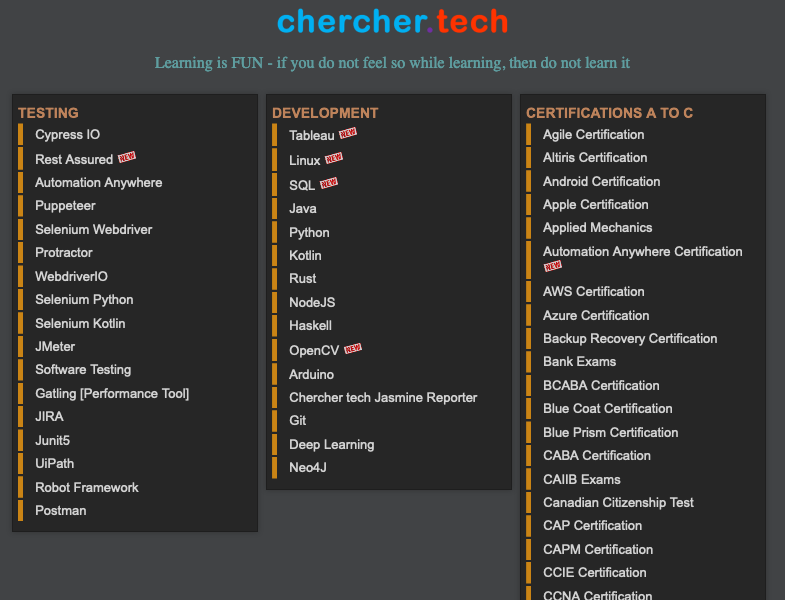 chercher.tech
Learning is FUN - if you do not feel so while learning, then do not learn it
TESTING
Cypress IO
Rest Assured NEW
Automation Anywhere
Puppeteer
Selenium Webdriver
Protractor
WebdriverIO
Selenium Python
Selenium Kotlin
JMeter
Software Testing
Gatling [Performance Tool]
JIRA
Junit5
UiPath
Robot Framework
Postman
DEVELOPMENT
Tableau NEW
Linux NEW
SQL NEW
Java
Python
Kotlin
Rust
NodeJS
Haskell
OpenCV NEW
Arduino
Chercher tech Jasmine Reporter
Git
Deep Learning
Neo4J
CERTIFICATIONS A TO C
Agile Certification
Altiris Certification
Android Certification
Apple Certification
Applied Mechanics
Automation Anywhere Certification
NEW
AWS Certification
Azure Certification
Backup Recovery Certification
Bank Exams
BCABA Certification
Blue Coat Certification
Blue Prism Certification
CABA Certification
CAIIB Exams
Canadian Citizenship Test
CAP Certification
CAPM Certification
CCIE Certification
CCNA Certification